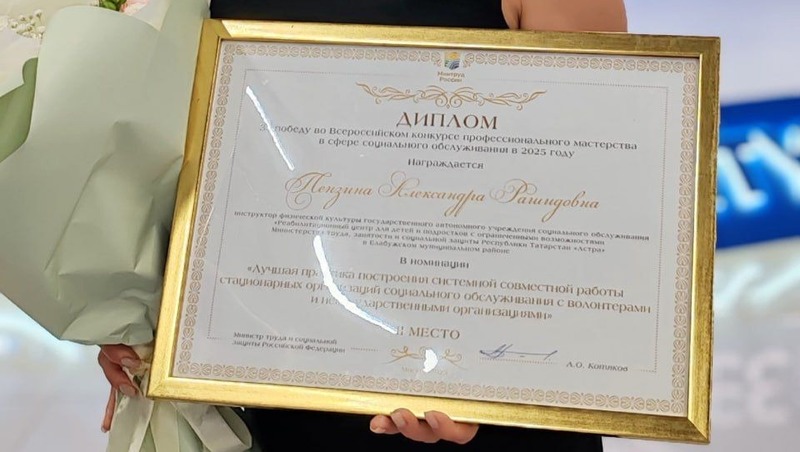 Минтруд
России
ДИПЛОМ
За победу во Всероссийском конкурсе профессионального мастерства
в сфере социального обслуживания в 2025 году
Награждается
Пензина Александра Рашидовна
инструктор физической культуры государственного автономного учреждения социального обслуживания
«Реабилитационный центр для детей и подростков с ограниченными возможностями
Министерства труда, занятости и социальной защиты Республики Татарстан «Астра»
в Елабужском муниципальном районе
В номинации
«Лучшая практика построения системной совместной работы
стационарных организаций социального обслуживания с волонтерами
и негосударственными организациями»
II МЕСТО
Министр труда и социальной
защиты Российской Федерации
А.О. Котяков